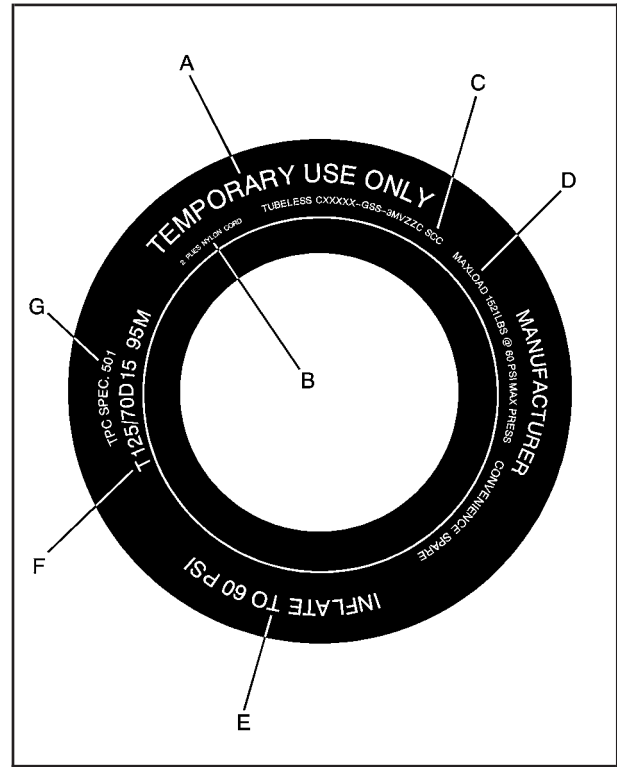 A
C
D
TEMPORARY USE ONLY
2 PLIES NYLON CORD
TUBELESS CXXXXX-GSS-3MVZZC SCC
MAXLOAD 1521LBS @ 60 PSI MAX PRESS
MANUFACTURER
G
TPC SPEC. 501
T125/70D15 95M
B
CONVENIENCE SPARE
F
INFLATE TO 60 PSI
E